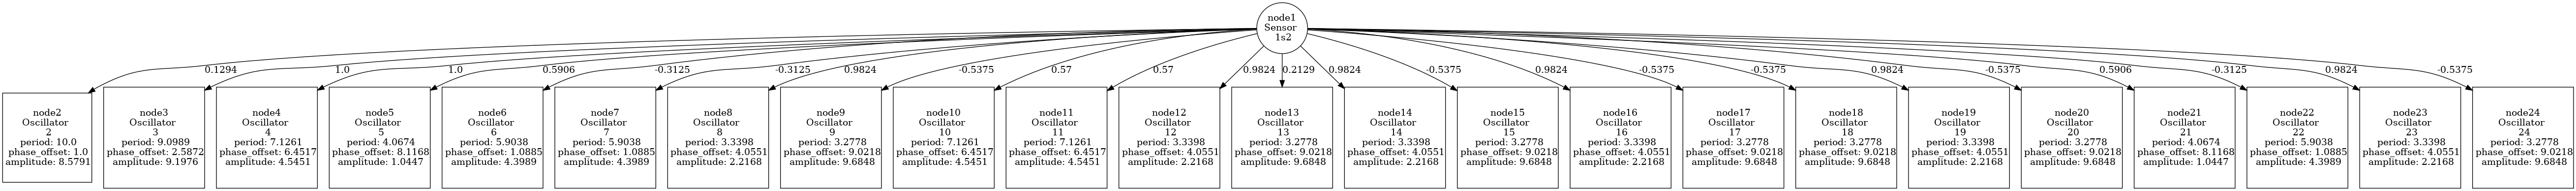 node1
Sensor
1s2
0.1294
1.0
1.0
0.5906
-0.3125
-0.3125
0.9824
-0.5375
0.57
0.57
0.9824
0.2129
0.9824
-0.5375
0.9824
-0.5375
-0.5375
0.9824
-0.5375
0.5906
-0.3125
0.9824
-0.5375
node2
Oscillator
2
period: 10.0
phase_offset: 1.0
amplitude: 8.5791
node3
Oscillator
3
period: 9.0989
phase_offset: 2.5872
amplitude: 9.1976
node4
Oscillator
4
period: 7.1261
phase_offset: 6.4517
amplitude: 4.5451
node5
Oscillator
5
period: 4.0674
phase_offset: 8.1168
amplitude: 1.0447
node6
Oscillator
6
period: 5.9038
phase_offset: 1.0885
amplitude: 4.3989
node7
Oscillator
7
period: 5.9038
phase_offset: 1.0885
amplitude: 4.3989
node8
Oscillator
8
period: 3.3398
phase_offset: 4.0551
amplitude: 2.2168
node9
Oscillator
9
period: 3.2778
phase_offset: 9.0218
amplitude: 9.6848
node10
Oscillator
10
period: 7.1261
phase_offset: 6.4517
amplitude: 4.5451
node11
Oscillator
11
period: 7.1261
phase_offset: 6.4517
amplitude: 4.5451
node12
Oscillator
12
period: 3.3398
phase_offset: 4.0551
amplitude: 2.2168
node13
Oscillator
13
period: 3.2778
phase_offset: 9.0218
amplitude: 9.6848
node14
Oscillator
14
period: 3.3398
phase_offset: 4.0551
amplitude: 2.2168
node15
Oscillator
15
period: 3.2778
phase_offset: 9.0218
amplitude: 9.6848
node16
Oscillator
16
period: 3.3398
phase_offset: 4.0551
amplitude: 2.2168
node17
Oscillator
17
period: 3.2778
phase_offset: 9.0218
amplitude: 9.6848
node18
Oscillator
18
period: 3.2778
phase_offset: 9.0218
amplitude: 9.6848
node19
Oscillator
19
period: 3.3398
phase_offset: 4.0551
amplitude: 2.2168
node20
Oscillator
20
period: 3.2778
phase_offset: 9.0218
amplitude: 9.6848
node21
Oscillator
21
period: 4.0674
phase_offset: 8.1168
amplitude: 1.0447
node22
Oscillator
22
period: 5.9038
phase_offset: 1.0885
amplitude: 4.3989
node23
Oscillator
23
period: 3.3398
phase_offset: 4.0551
amplitude: 2.2168
node24
Oscillator
24
period: 3.2778
phase_offset: 9.0218
amplitude: 9.6848